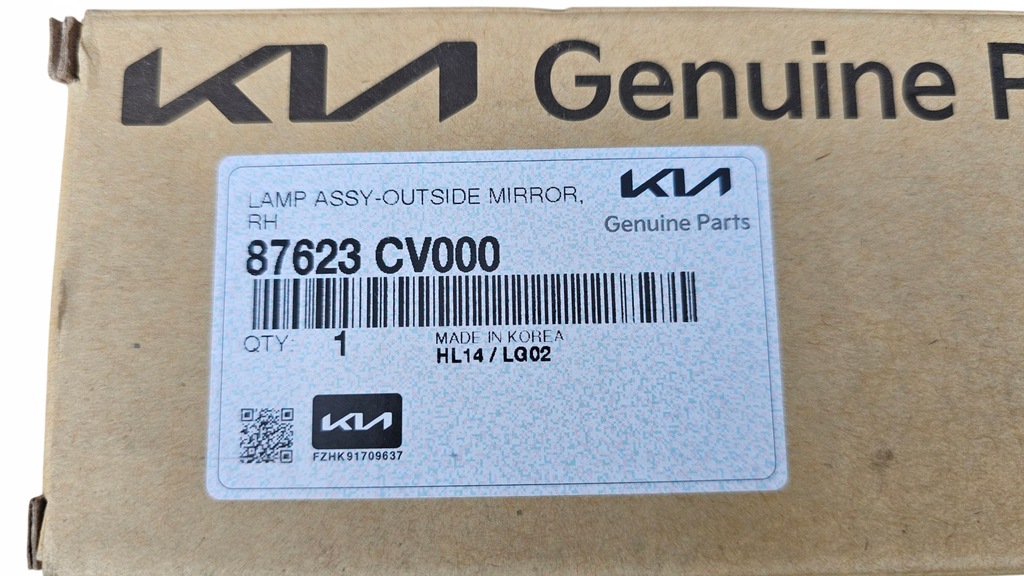 KIA Genuine P
LAMP ASSY-OUTSIDE MIRROR,
RH
KIA
Genuine Parts
87623 CV000
QTY: 1
MADE IN KOREA
HL14 / LG02
KIA
FZHK91709637